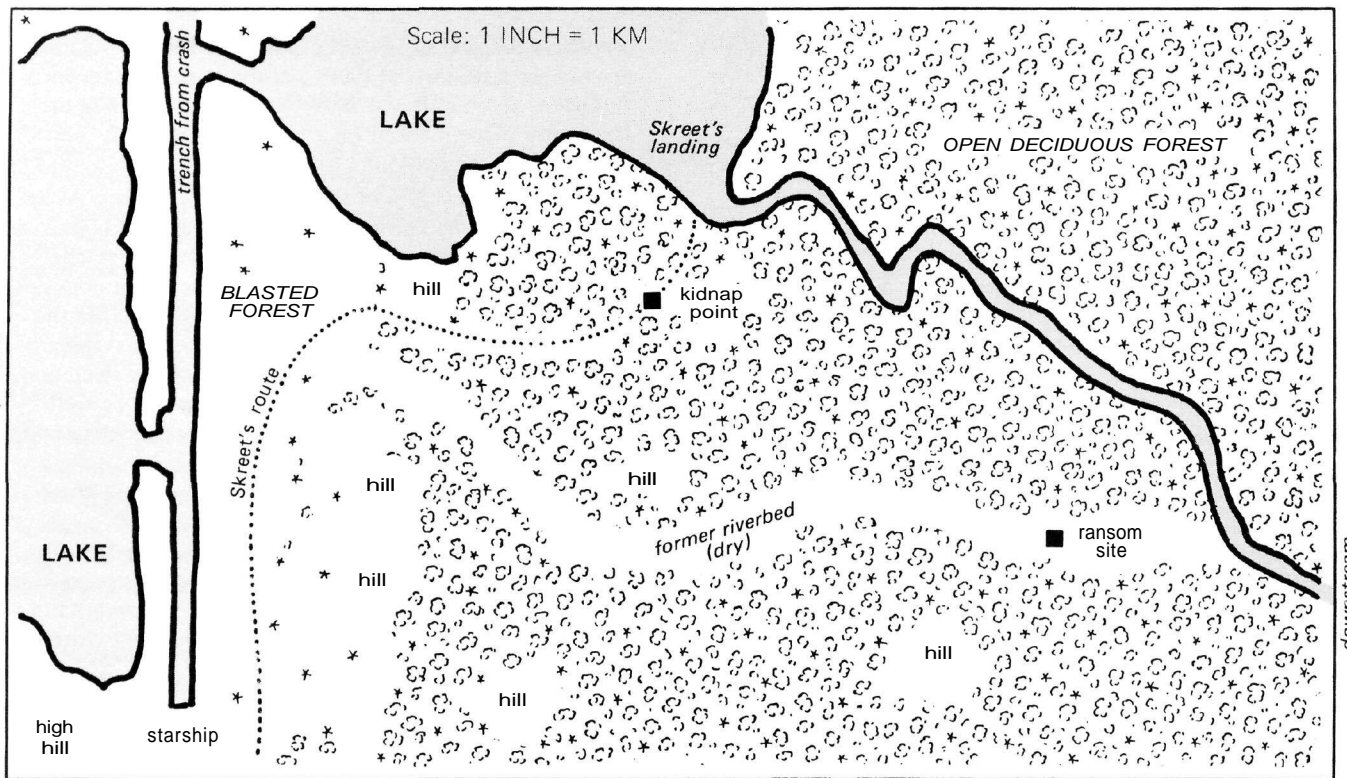 Scale: 1 INCH = 1 KM
trench from crash
LAKE
Skreet's
landing
OPEN DECIDUOUS FOREST
BLASTED
FOREST
hill
kidnap
point
Skreet's route
hill
hill
former riverbed
(dry)
ransom
site
LAKE
hill
hill
hill
high
hill
starship
downstream